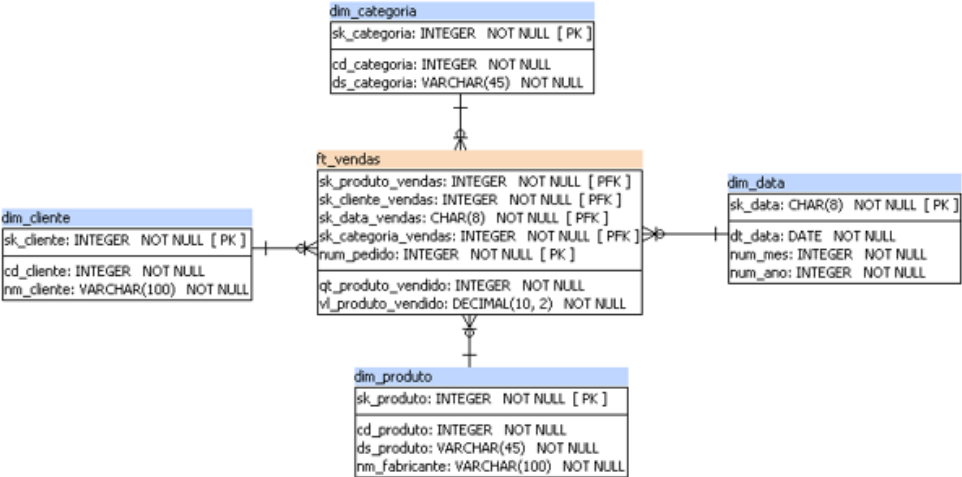 dim_categoria
sk_categoria: INTEGER NOT NULL [ PK ]
cd_categoria: INTEGER NOT NULL
ds_categoria: VARCHAR(45) NOT NULL
ft_vendas
sk_produto_vendas: INTEGER NOT NULL [ PFK ]
sk_cliente_vendas: INTEGER NOT NULL [ PFK ]
sk_data_vendas: CHAR(8) NOT NULL [ PFK ]
sk_categoria_vendas: INTEGER NOT NULL [ PFK ]
num_pedido: INTEGER NOT NULL [ PK ]
qt_produto_vendido: INTEGER NOT NULL
vl_produto_vendido: DECIMAL(10, 2) NOT NULL
dim_data
sk_data: CHAR(8) NOT NULL [ PK ]
dt_data: DATE NOT NULL
num_mes: INTEGER NOT NULL
num_ano: INTEGER NOT NULL
dim_cliente
sk_cliente: INTEGER NOT NULL [ PK ]
cd_cliente: INTEGER NOT NULL
nm_cliente: VARCHAR(100) NOT NULL
dim_produto
sk_produto: INTEGER NOT NULL [ PK ]
cd_produto: INTEGER NOT NULL
ds_produto: VARCHAR(45) NOT NULL
nm_fabricante: VARCHAR(100) NOT NULL